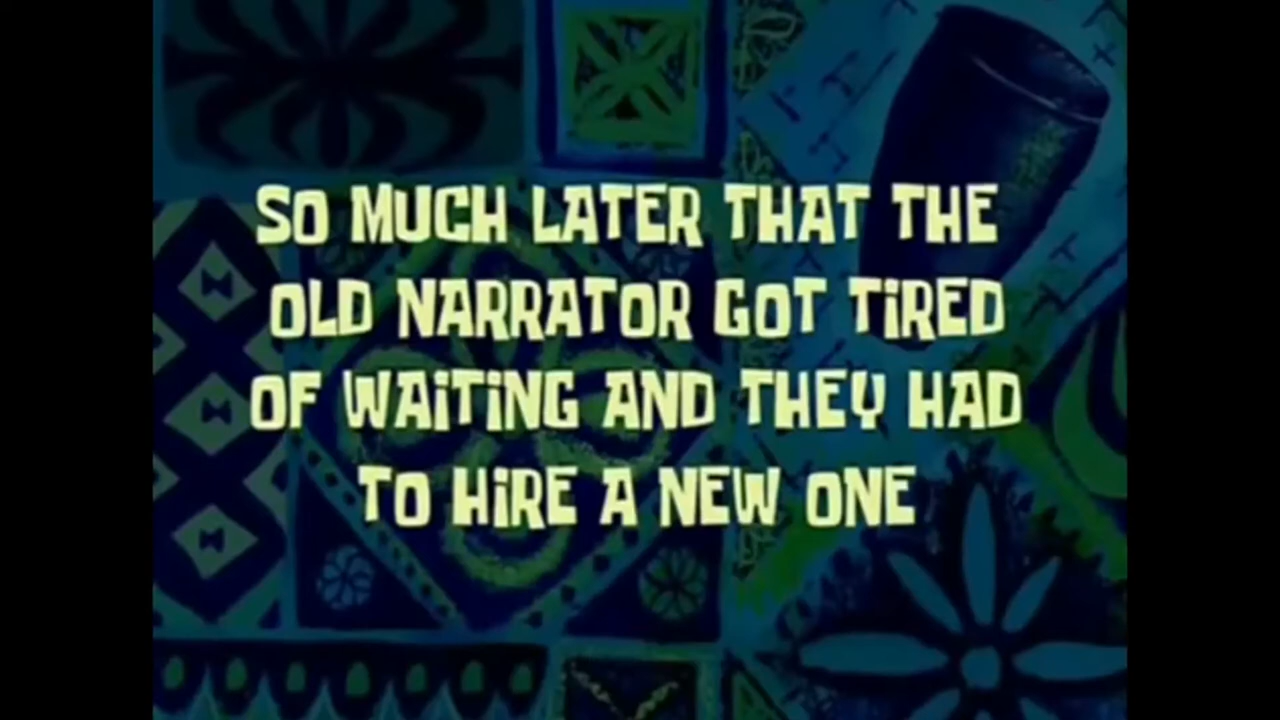 SO MUCH LATER THAT THE
OLD NARRATOR GOT TiRED
OF WAiTiNG AND THEY HAD
TO HiRE A NEW ONE